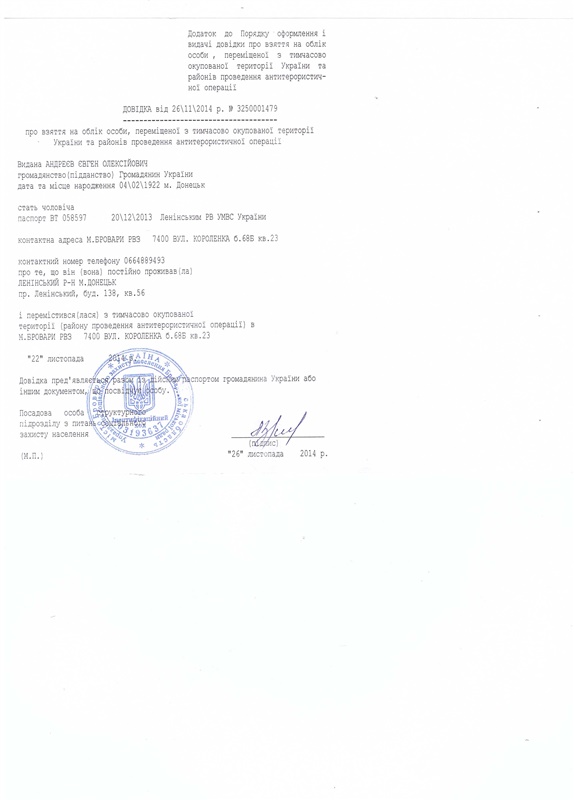 Додаток до Порядку оформлення і
видачі довідки про взяття на облік
особи , переміщеної з тимчасово
окупованої території України та
районів проведення антитерористич-
ної операції
ДОВІДКА від 26\11\2014 р. № 3250001479
про взяття на облік особи, переміщеної з тимчасово окупованої території
України та районів проведення антитерористичної операції
Видана АНДРЕЄВ ЄВГЕН ОЛЕКСІЙОВИЧ
громадянство(підданство) Громадянин України
дата та місце народження 04\02\1922 м. Донецьк
стать чоловіча
паспорт ВТ 058597 20\12\2013 Ленінським РВ УМВС України
контактна адреса М.БРОВАРИ РВЗ 7400 ВУЛ. КОРОЛЕНКА б.68Б кв.23
контактний номер телефону 0664889493
про те, що він (вона) постійно проживав(ла)
ЛЕНІНСЬКИЙ Р-Н М.ДОНЕЦЬК
пр. Ленінський, буд. 138, кв.56
і перемістився(лася) з тимчасово окупованої
території (району проведення антитерористичної операції) в
М.БРОВАРИ РВЗ 7400 ВУЛ. КОРОЛЕНКА б.68Б кв.23
"22" листопада 2014 р.
Довідка пред'являється разом із дійсним паспортом громадянина України або
іншим документом, що посвідчує особу.
Посадова особа структурного
підрозділу з питань соціального
захисту населення
(підпис)
(М.П.) "26" листопада 2014 р.
УКРАЇНА
Ідентифікаційний
03193637